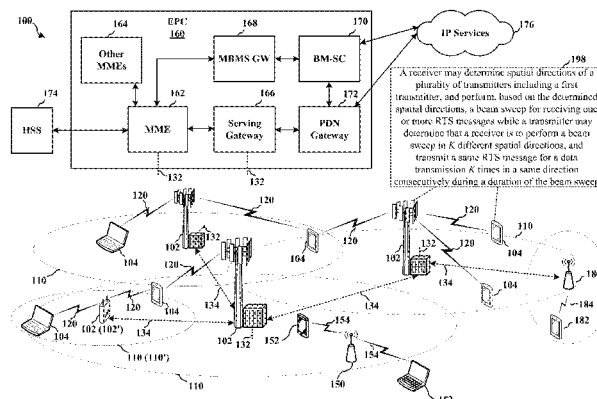 100
EPC
160
164
Other
MMEs
168
MBMS GW
170
BM-SC
IP Services
176
174
HSS
162
MME
166
Serving
Gateway
172
PDN
Gateway
132
132
198
A receiver may determine spatial directions of a
plurality of transmitters including a first
transmitter, and perform, based on the determined
spatial directions, a beam sweep for receiving one
or more RTS messages while a transmitter may
determine that a receiver is to perform a beam
sweep in K different spatial directions, and
transmit a same RTS message for a data
transmission K times in a same direction
consecutively during a duration of the beam sweep
120
120
120
120
120
110
104
102
132
104
102
132
104
120
110
120
134
134
104
104
184
182
120
120
102 (102')
104
134
102
132
134
152
154
150
154
110 (110')
110